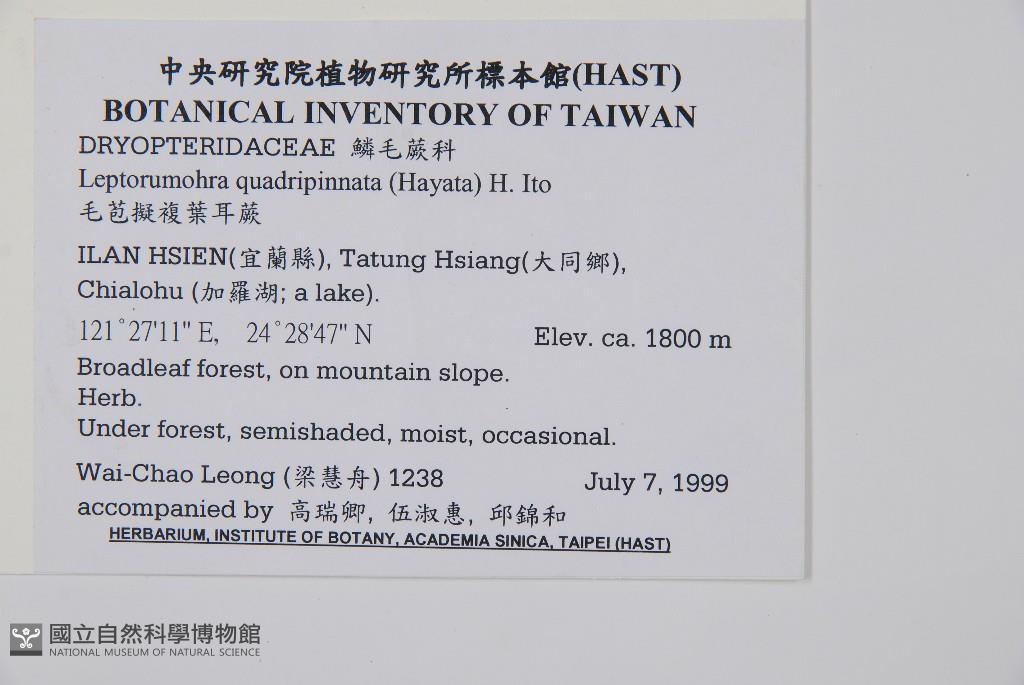 中央研究院植物研究所標本館(HAST)
BOTANICAL INVENTORY OF TAIWAN
DRYOPTERIDACEAE 鱗毛蕨科
Leptorumohra quadripinnata (Hayata) H. Ito
毛苞擬複葉耳蕨
ILAN HSIEN(宜蘭縣), Tatung Hsiang(大同鄉),
Chialohu (加羅湖; a lake).
121°27'11" E, 24°28'47" N Elev. ca. 1800 m
Broadleaf forest, on mountain slope.
Herb.
Under forest, semishaded, moist, occasional.
Wai-Chao Leong (梁慧舟) 1238 July 7, 1999
accompanied by 高瑞卿, 伍淑惠, 邱錦和
HERBARIUM, INSTITUTE OF BOTANY, ACADEMIA SINICA, TAIPEI (HAST)
國立自然科學博物館
NATIONAL MUSEUM OF NATURAL SCIENCE